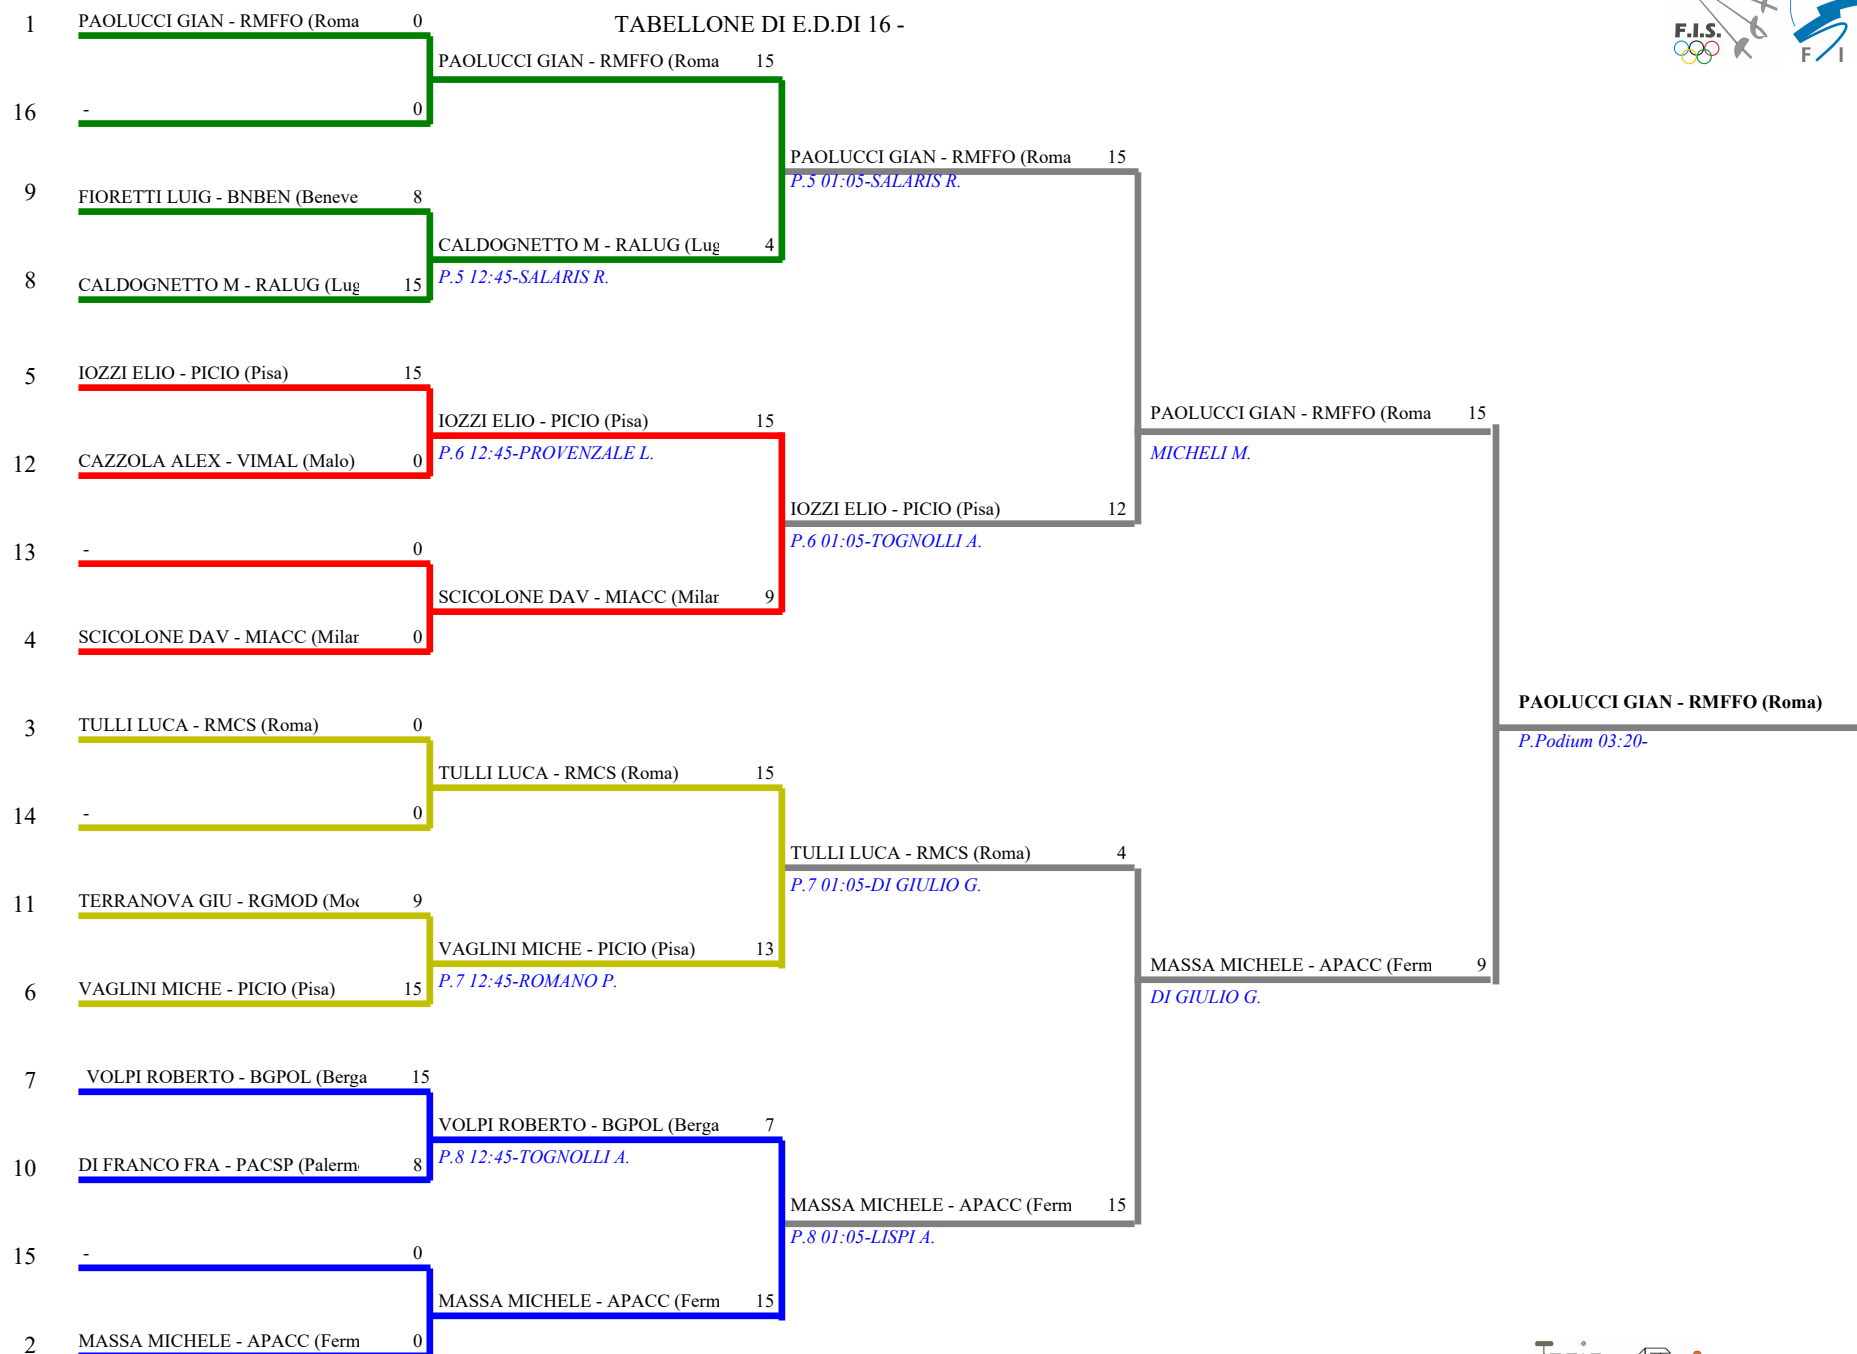 TABELLONE DI E.D.DI 16 -
F.I.S.
F I
1 PAOLUCCI GIAN - RMFFO (Roma 0
PAOLUCCI GIAN - RMFFO (Roma 15
16 - 0
PAOLUCCI GIAN - RMFFO (Roma 15
P.5 01:05-SALARIS R.
9 FIORETTI LUIG - BNBEN (Beneve 8
CALDOGNETTO M - RALUG (Lug 4
P.5 12:45-SALARIS R.
8 CALDOGNETTO M - RALUG (Lug 15
5 IOZZI ELIO - PICIO (Pisa) 15
PAOLUCCI GIAN - RMFFO (Roma 15
MICHELI M.
IOZZI ELIO - PICIO (Pisa) 15
P.6 12:45-PROVENZALE L.
12 CAZZOLA ALEX - VIMAL (Malo) 0
IOZZI ELIO - PICIO (Pisa) 12
P.6 01:05-TOGNOLLI A.
13 - 0
SCICOLONE DAV - MIACC (Milar 9
4 SCICOLONE DAV - MIACC (Milar 0
PAOLUCCI GIAN - RMFFO (Roma)
P.Podium 03:20-
3 TULLI LUCA - RMCS (Roma) 0
TULLI LUCA - RMCS (Roma) 15
14 - 0
TULLI LUCA - RMCS (Roma) 4
P.7 01:05-DI GIULIO G.
11 TERRANOVA GIU - RGMOD (Moc 9
VAGLINI MICHE - PICIO (Pisa) 13
P.7 12:45-ROMANO P.
MASSA MICHELE - APACC (Ferm 9
DI GIULIO G.
6 VAGLINI MICHE - PICIO (Pisa) 15
7 VOLPI ROBERTO - BGPOL (Berga 15
VOLPI ROBERTO - BGPOL (Berga 7
P.8 12:45-TOGNOLLI A.
10 DI FRANCO FRA - PACSP (Palerm 8
MASSA MICHELE - APACC (Ferm 15
P.8 01:05-LISPI A.
15 - 0
MASSA MICHELE - APACC (Ferm 15
2 MASSA MICHELE - APACC (Ferm 0